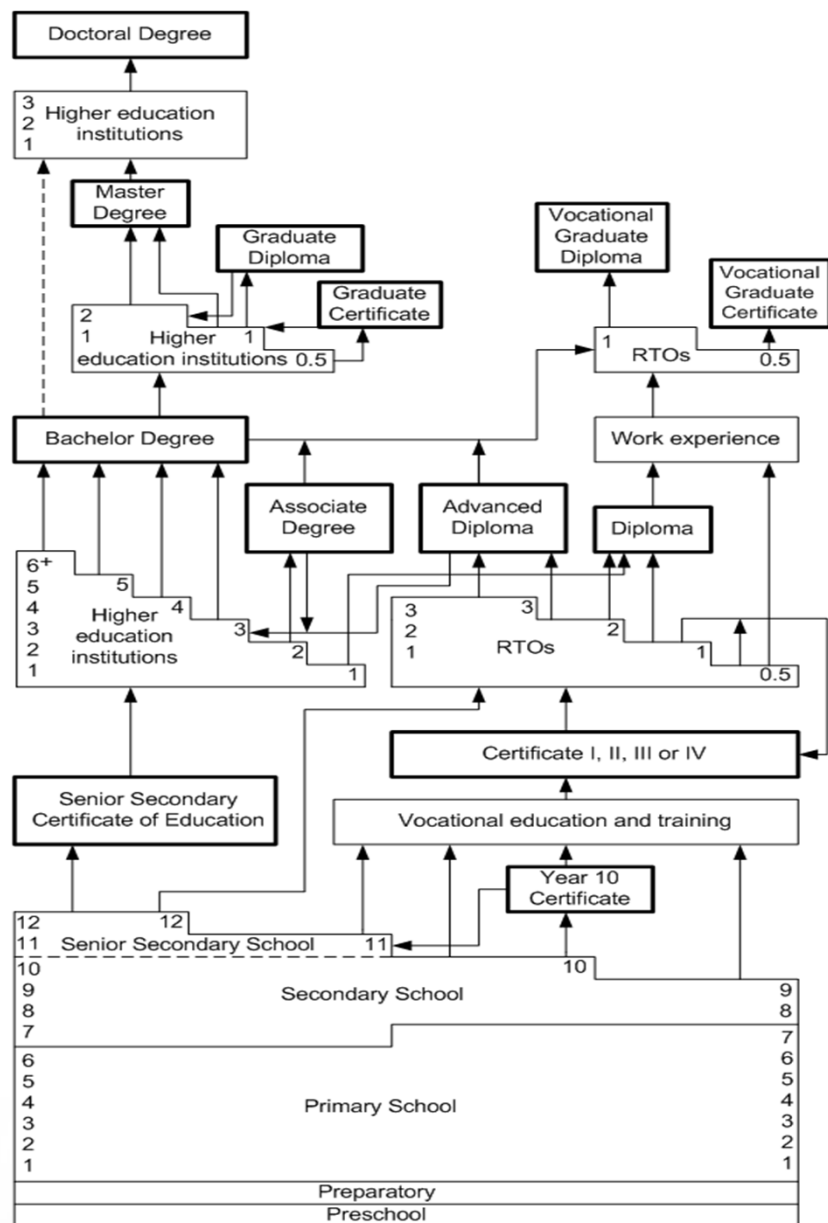 Doctoral Degree
3
2
1
Higher education
institutions
Master
Degree
Graduate
Diploma
Graduate
Certificate
Vocational
Graduate
Diploma
Vocational
Graduate
Certificate
2
1
1
Higher
education institutions
0.5
1
RTOs
0.5
Bachelor Degree
Work experience
Associate
Degree
Advanced
Diploma
Diploma
6+
5
4
3
2
1
5
4
3
2
1
Higher
education
institutions
3
2
1
3
2
1
0.5
RTOs
Certificate I, II, III or IV
Senior Secondary
Certificate of Education
Vocational education and training
Year 10
Certificate
12
11
12
Senior Secondary School
11
10
9
8
7
10
Secondary School
9
8
7
6
5
4
3
2
1
Primary School
6
5
4
3
2
1
Preparatory
Preschool